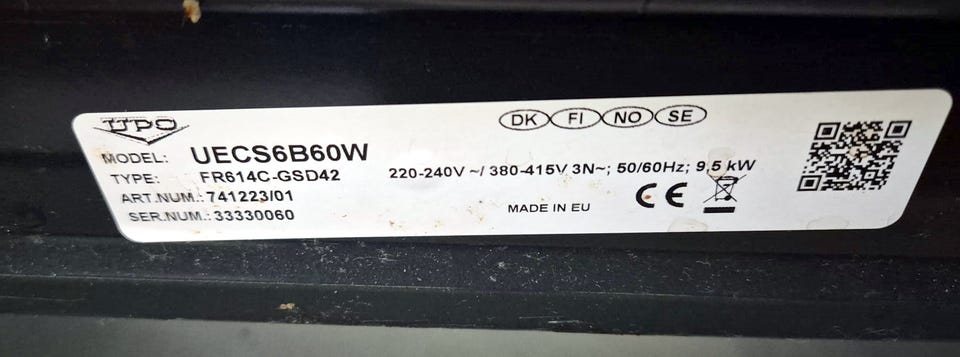 UPO
DK FI NO SE
MODEL: UECS6B60W
TYPE: FR614C-GSD42
220-240V ~/ 380-415V 3N~; 50/60Hz; 9,5 kW
ART.NUM.: 741223/01
SER.NUM.: 33330060
MADE IN EU
CE